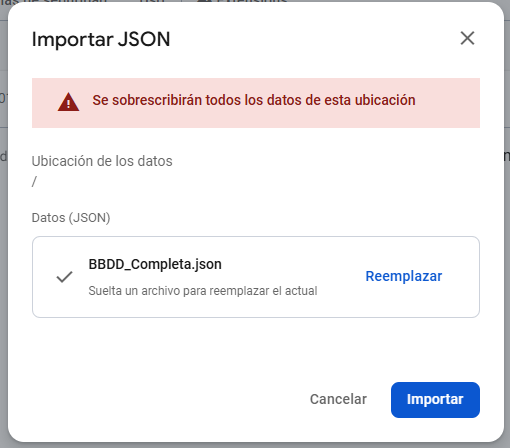 Importar JSON
Se sobrescribirán todos los datos de esta ubicación
Ubicación de los datos
/
Datos (JSON)
BBDD_Completa.json
Reemplazar
Suelta un archivo para reemplazar el actual
Cancelar
Importar